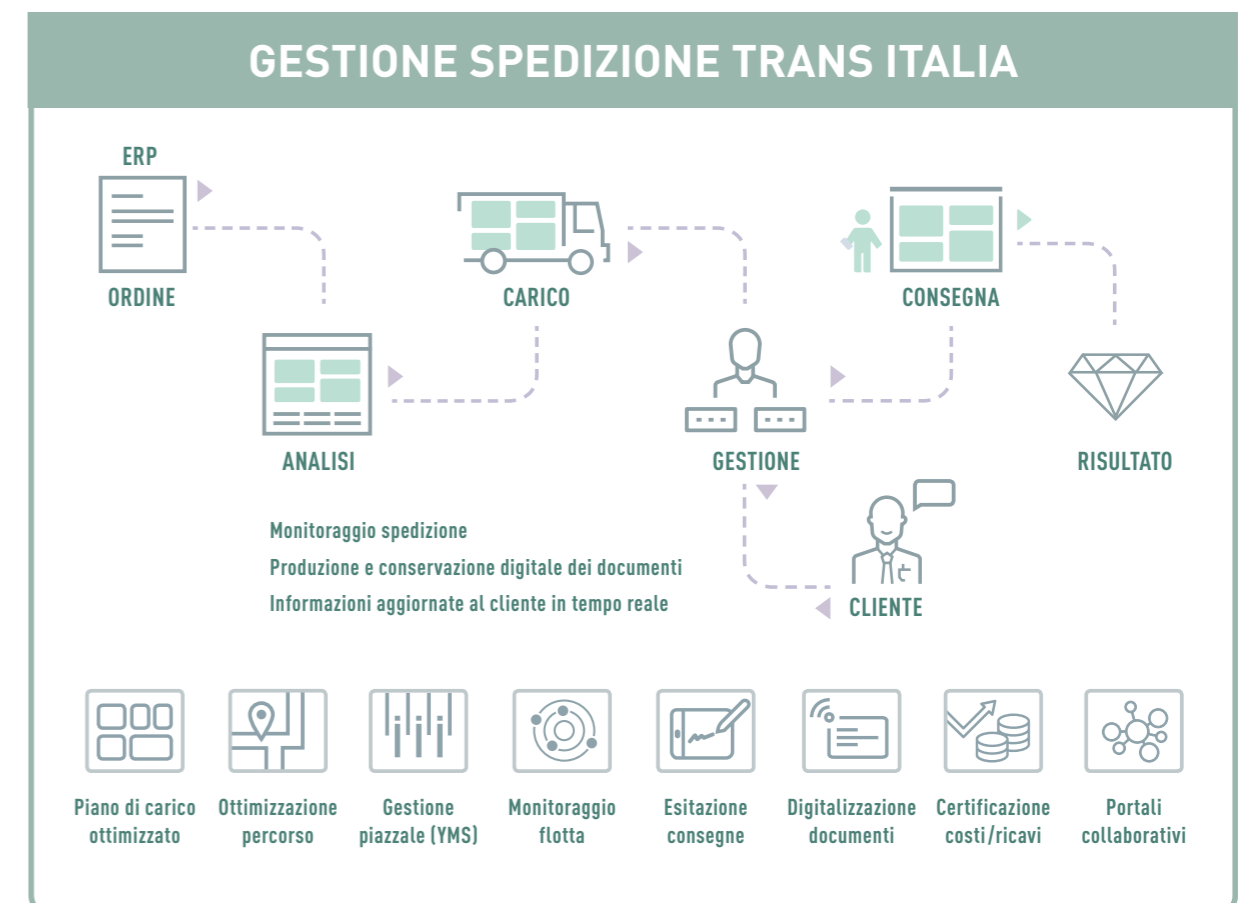 GESTIONE SPEDIZIONE TRANS ITALIA
ERP
ORDINE
CARICO
CONSEGNA
ANALISI
GESTIONE
RISULTATO
Monitoraggio spedizione
Produzione e conservazione digitale dei documenti
Informazioni aggiornate al cliente in tempo reale
CLIENTE
Piano di carico
ottimizzato
Ottimizzazione
percorso
Gestione
piazzale (YMS)
Monitoraggio
flotta
Esitazione
consegne
Digitalizzazione
documenti
Certificazione
costi/ricavi
Portali
collaborativi